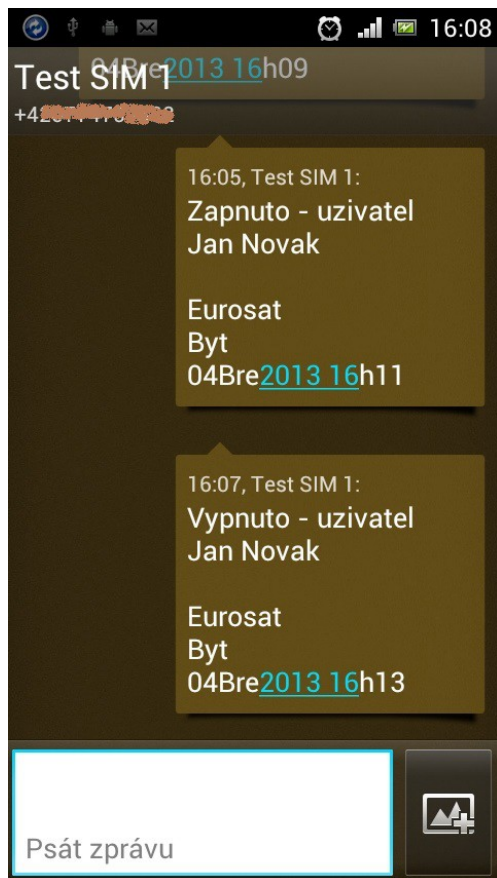 16:08
04Bre2013 16h09
Test SIM 1
16:05, Test SIM 1:
Zapnuto - uzivatel
Jan Novak
Eurosat
Byt
04Bre2013 16h11
16:07, Test SIM 1:
Vypnuto - uzivatel
Jan Novak
Eurosat
Byt
04Bre2013 16h13
Psát zprávu